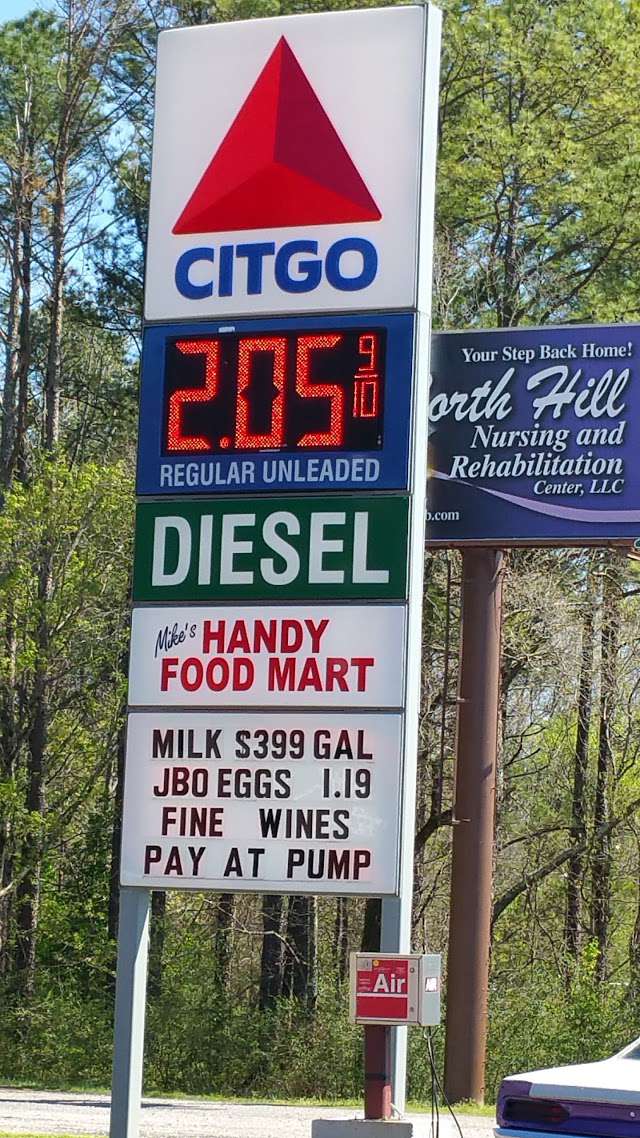 CITGO
2.05 9/10
REGULAR UNLEADED
DIESEL
Mike's HANDY
FOOD MART
MILK S399 GAL
JBO EGGS 1.19
FINE WINES
PAY AT PUMP
Air
Your Step Back Home!
orth Hill
Nursing and
Rehabilitation
Center, LLC
b.com